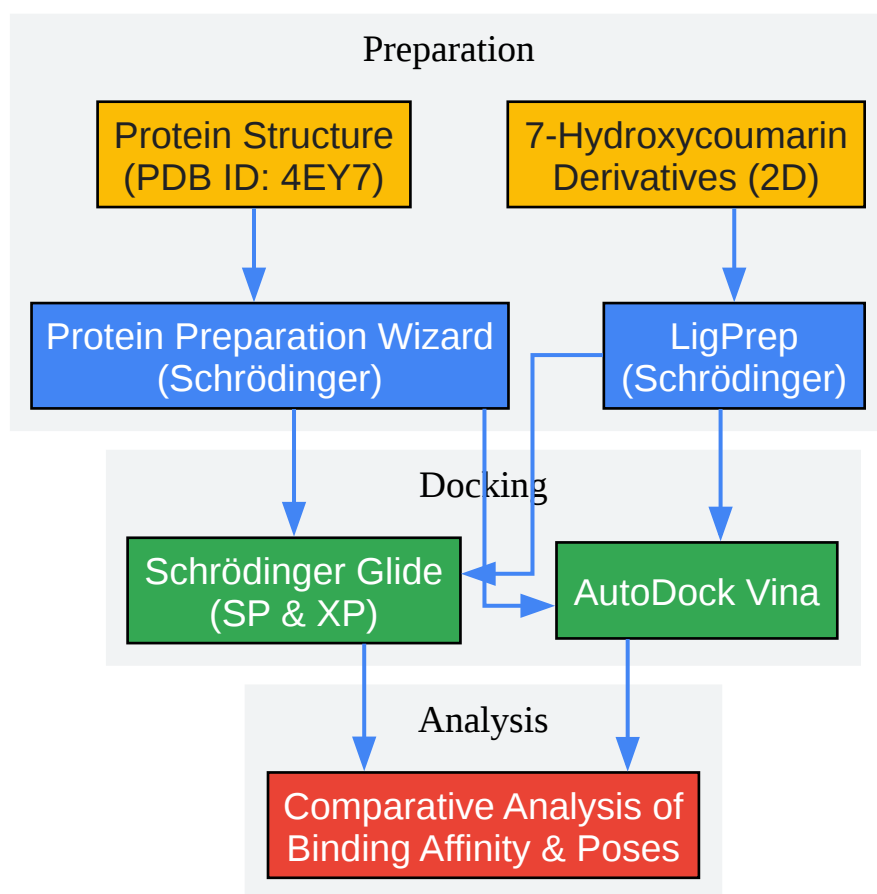 Preparation
Protein Structure
(PDB ID: 4EY7)
7-Hydroxycoumarin
Derivatives (2D)
Protein Preparation Wizard
(Schrödinger)
LigPrep
(Schrödinger)
Docking
Schrödinger Glide
(SP & XP)
AutoDock Vina
Analysis
Comparative Analysis of
Binding Affinity & Poses